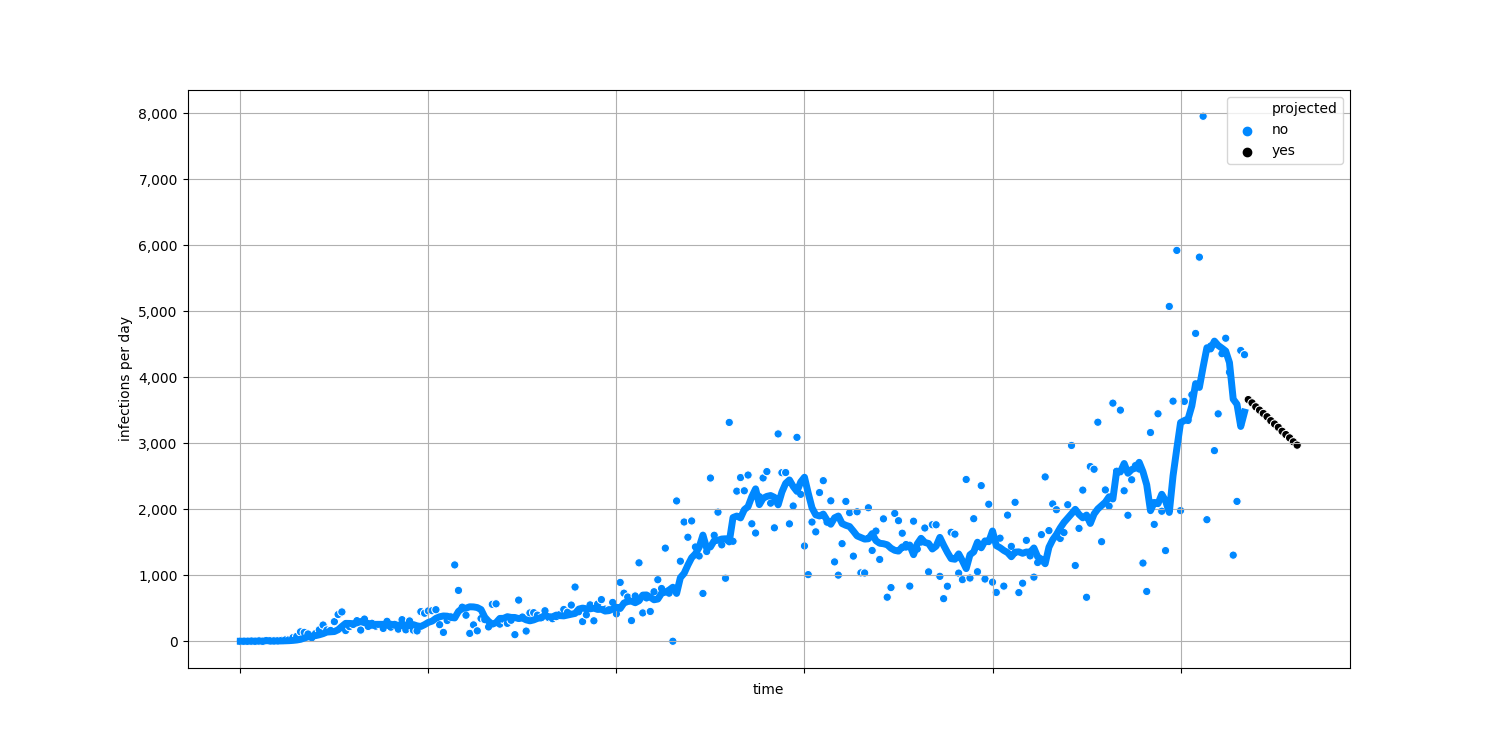 8,000
7,000
6,000
5,000
4,000
3,000
2,000
1,000
0
infections per day
time
projected
no
yes